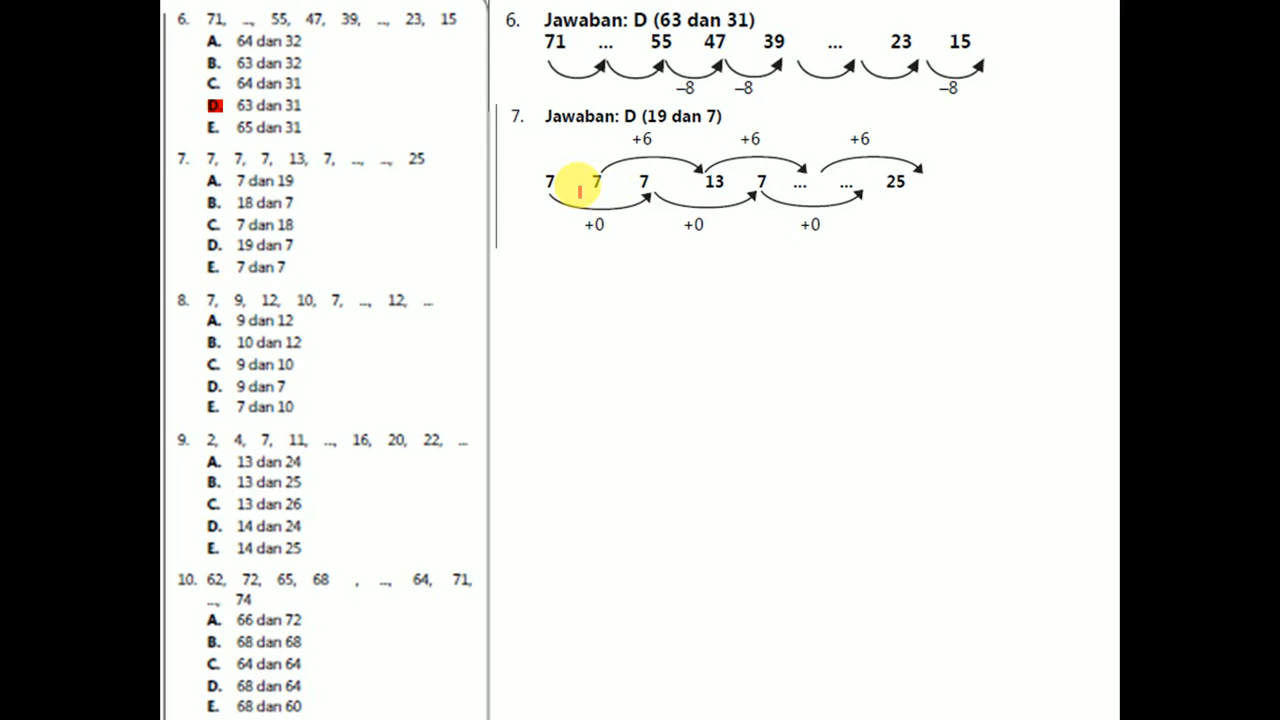 6. 71, ..., 55, 47, 39, ..., 23, 15
A. 64 dan 32
B. 63 dan 32
C. 64 dan 31
D. 63 dan 31
E. 65 dan 31
7. 7, 7, 7, 13, 7, ..., ..., 25
A. 7 dan 19
B. 18 dan 7
C. 7 dan 18
D. 19 dan 7
E. 7 dan 7
8. 7, 9, 12, 10, 7, ..., 12, ...
A. 9 dan 12
B. 10 dan 12
C. 9 dan 10
D. 9 dan 7
E. 7 dan 10
9. 2, 4, 7, 11, ..., 16, 20, 22, ...
A. 13 dan 24
B. 13 dan 25
C. 13 dan 26
D. 14 dan 24
E. 14 dan 25
10. 62, 72, 65, 68 , ..., 64, 71,
..., 74
A. 66 dan 72
B. 68 dan 68
C. 64 dan 64
D. 68 dan 64
E. 68 dan 60
6. Jawaban: D (63 dan 31)
71 ... 55 47 39 ... 23 15
–8 –8 –8
7. Jawaban: D (19 dan 7)
+6 +6 +6
7 7 7 13 7 ... ... 25
+0 +0 +0